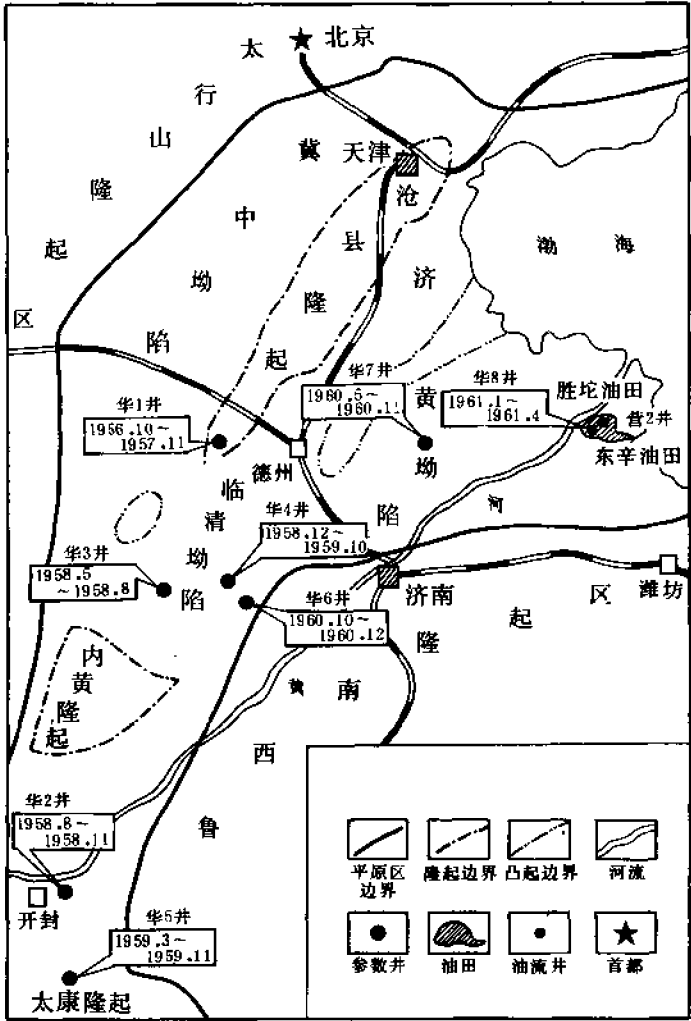 太行山隆起区
北京
冀中坳陷
天津
沧县隆起
渤海
济
黄
坳
陷
华7井
1960.5~
1960.11
华8井
1961.1~
1961.4
胜坨油田
营2井
东辛油田
华1井
1956.10~
1957.11
德州
临清坳陷
河
华4井
1958.12~
1959.10
华3井
1958.5
~1958.8
华6井
1960.10~
1960.12
济南
潍坊
鲁西南隆起区
黄
内黄隆起
华2井
1958.8~
1958.11
开封
华5井
1959.3~
1959.11
太康隆起
平原区
边界
隆起边界
凸起边界
河流
参数井
油田
油流井
首都